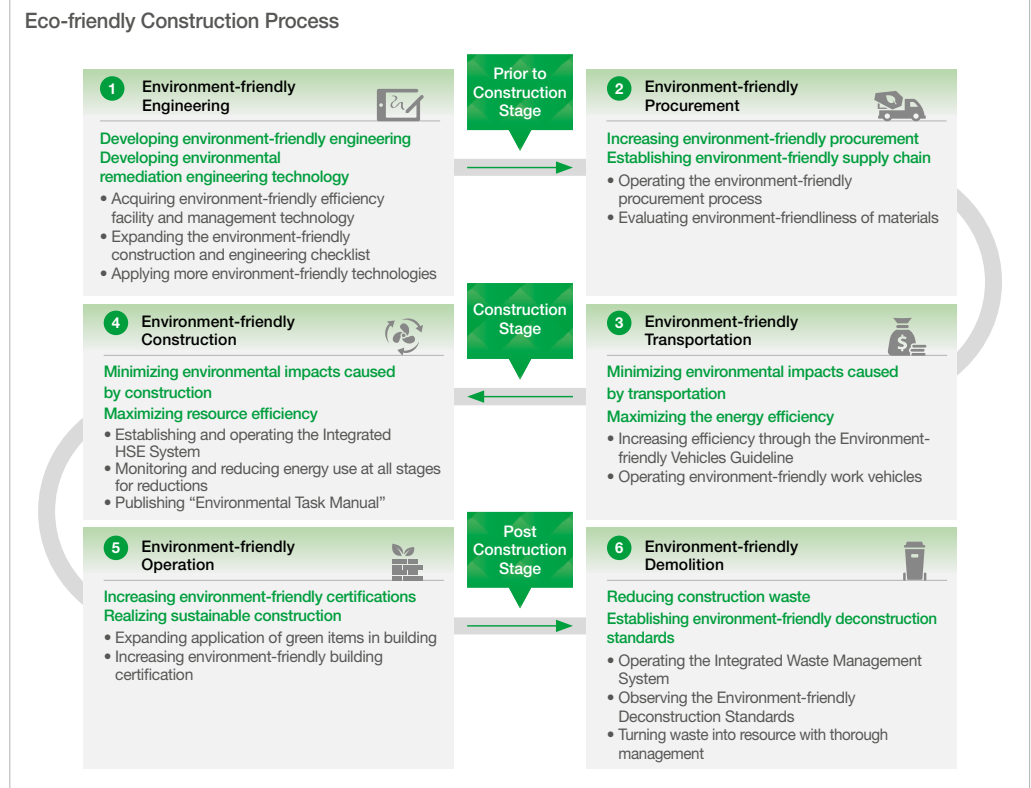 Eco-friendly Construction Process
Prior to
Construction
Stage
1
Environment-friendly
Engineering
Developing environment-friendly engineering
Developing environmental
remediation engineering technology
• Acquiring environment-friendly efficiency
facility and management technology
• Expanding the environment-friendly
construction and engineering checklist
• Applying more environment-friendly technologies
2
Environment-friendly
Procurement
Increasing environment-friendly procurement
Establishing environment-friendly supply chain
• Operating the environment-friendly
procurement process
• Evaluating environment-friendliness of materials
Construction
Stage
3
Environment-friendly
Transportation
$
Minimizing environmental impacts caused
by transportation
Maximizing the energy efficiency
• Increasing efficiency through the Environment-
friendly Vehicles Guideline
• Operating environment-friendly work vehicles
4
Environment-friendly
Construction
Minimizing environmental impacts caused
by construction
Maximizing resource efficiency
• Establishing and operating the Integrated
HSE System
• Monitoring and reducing energy use at all stages
for reductions
• Publishing “Environmental Task Manual”
Post
Construction
Stage
5
Environment-friendly
Operation
Increasing environment-friendly certifications
Realizing sustainable construction
• Expanding application of green items in building
• Increasing environment-friendly building
certification
6
Environment-friendly
Demolition
Reducing construction waste
Establishing environment-friendly deconstruction
standards
• Operating the Integrated Waste Management
System
• Observing the Environment-friendly
Deconstruction Standards
• Turning waste into resource with thorough
management